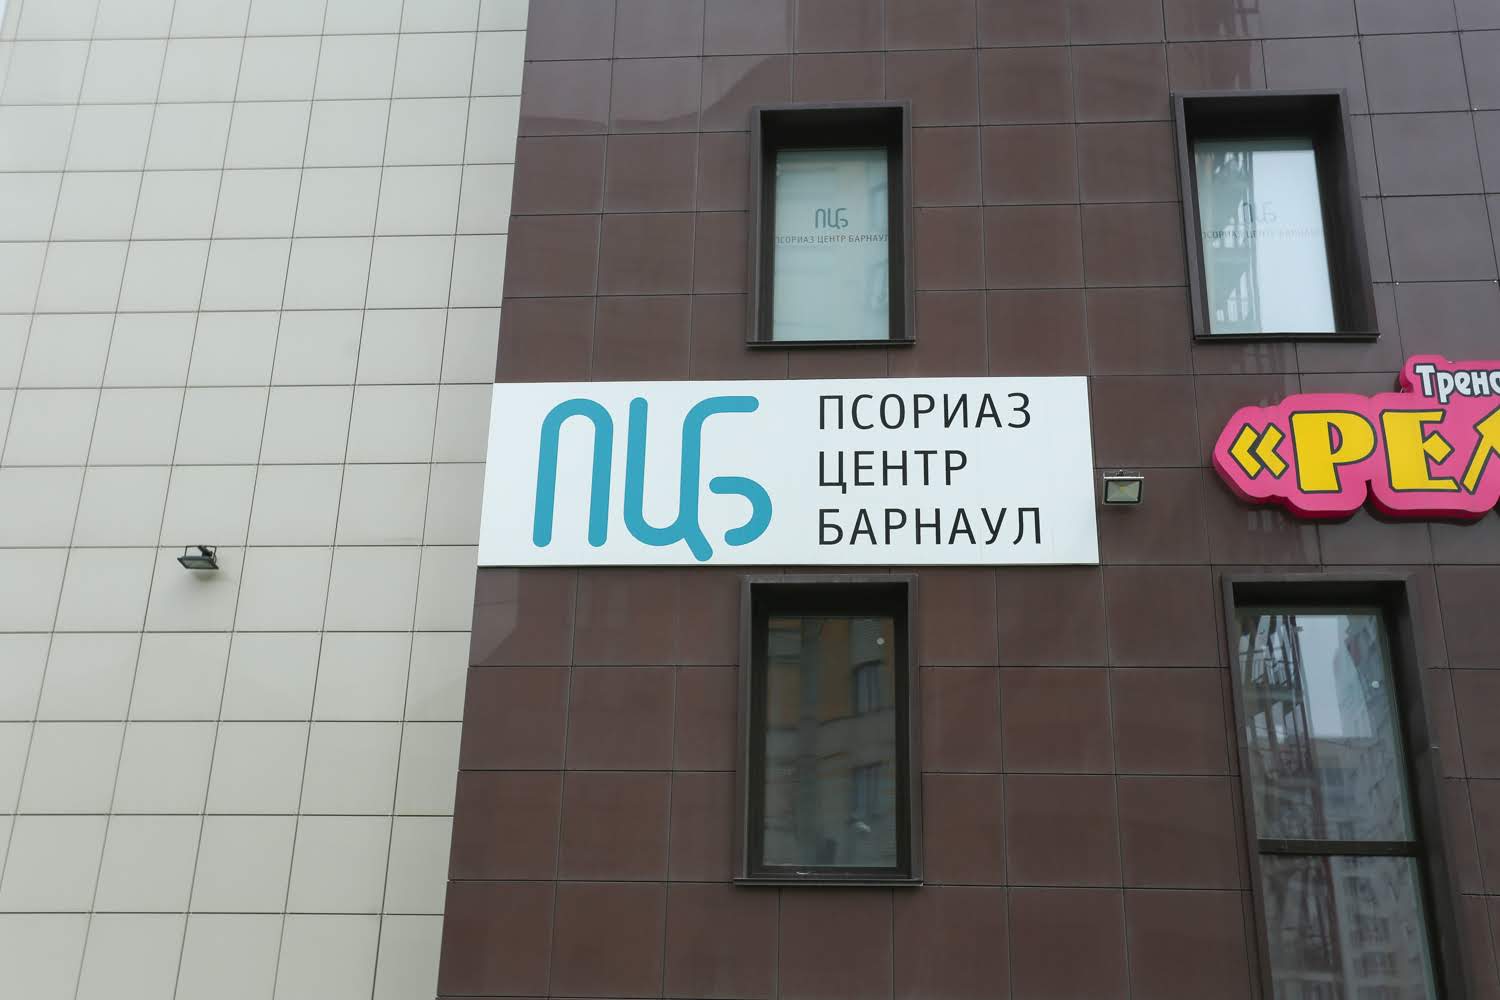 ПЦБ
ПСОРИАЗ ЦЕНТР БАРНАУЛ
ПЦБ
ПСОРИАЗ ЦЕНТР БАРНАУЛ
ПЦБ
ПСОРИАЗ
ЦЕНТР
БАРНАУЛ